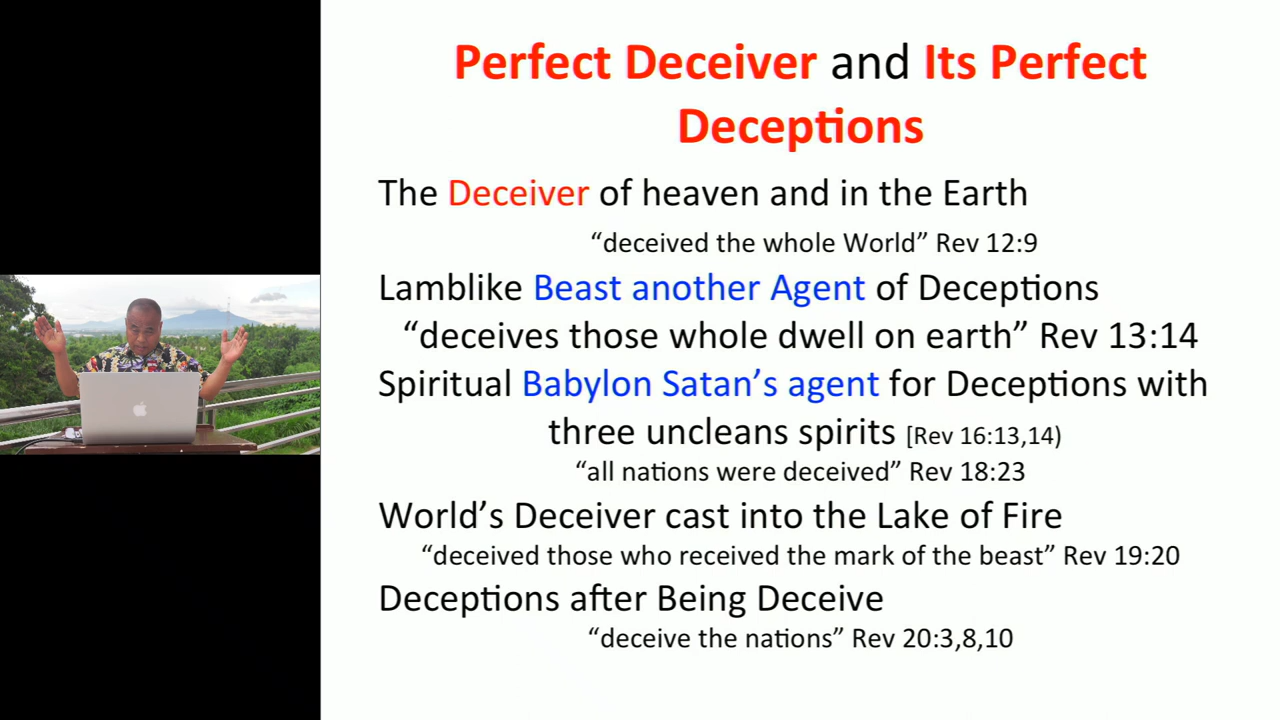 Perfect Deceiver and Its Perfect
Deceptions
The Deceiver of heaven and in the Earth
“deceived the whole World” Rev 12:9
Lamblike Beast another Agent of Deceptions
“deceives those whole dwell on earth” Rev 13:14
Spiritual Babylon Satan’s agent for Deceptions with
three uncleans spirits [Rev 16:13,14)
“all nations were deceived” Rev 18:23
World’s Deceiver cast into the Lake of Fire
“deceived those who received the mark of the beast” Rev 19:20
Deceptions after Being Deceive
“deceive the nations” Rev 20:3,8,10